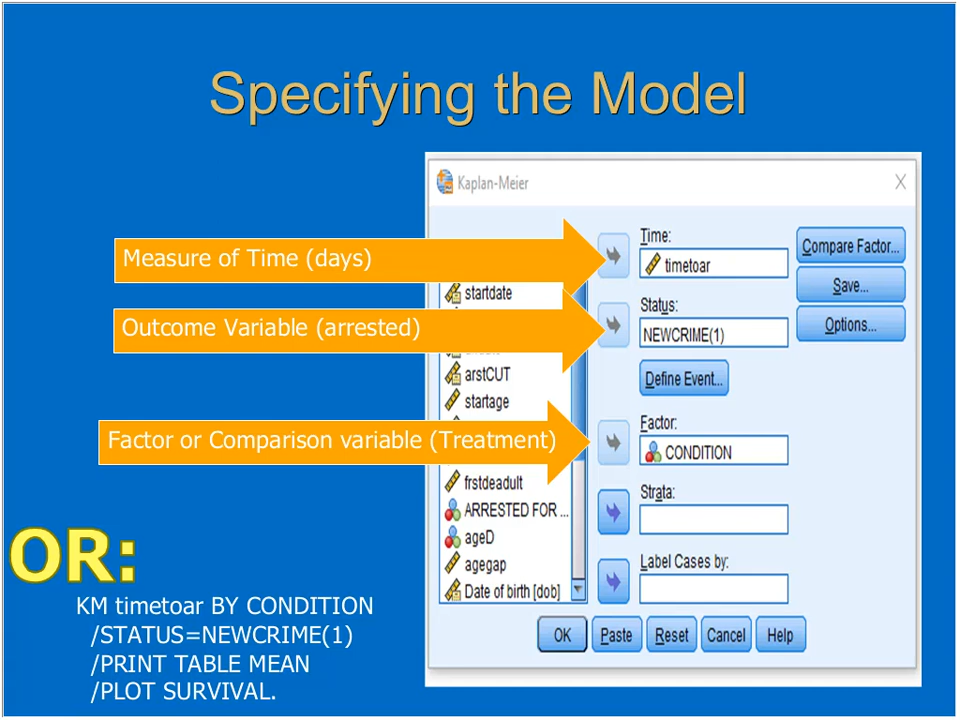 Specifying the Model
Kaplan-Meier
X
Measure of Time (days)
Outcome Variable (arrested)
Factor or Comparison variable (Treatment)
startdate
arstCUT
startage
frstdeadult
ARRESTED FOR ...
ageD
agegap
Date of birth [dob]
Time:
timetoar
Status:
NEWCRIME(1)
Define Event...
Factor:
CONDITION
Strata:
Label Cases by:
Compare Factor...
Save...
Options...
OK Paste Reset Cancel Help
OR:
KM timetoar BY CONDITION
/STATUS=NEWCRIME(1)
/PRINT TABLE MEAN
/PLOT SURVIVAL.